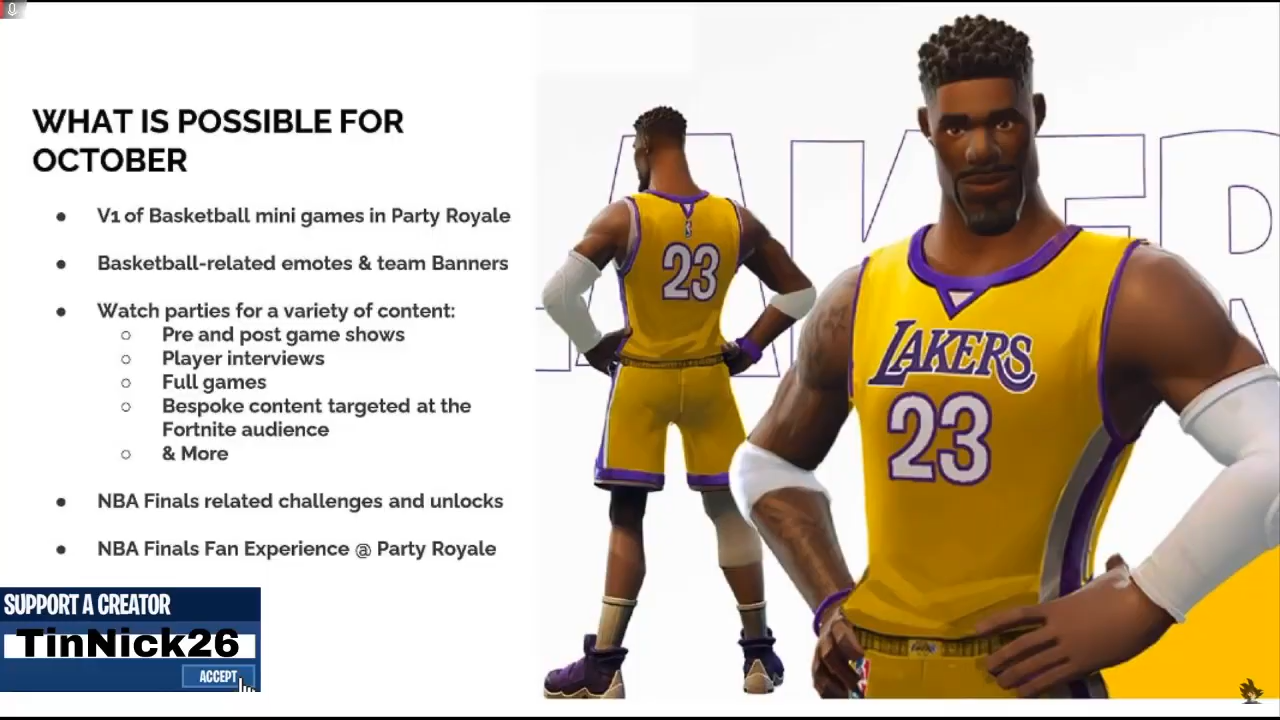 WHAT IS POSSIBLE FOR
OCTOBER
● V1 of Basketball mini games in Party Royale
● Basketball-related emotes & team Banners
● Watch parties for a variety of content:
○ Pre and post game shows
○ Player interviews
○ Full games
○ Bespoke content targeted at the
Fortnite audience
○ & More
● NBA Finals related challenges and unlocks
● NBA Finals Fan Experience @ Party Royale
SUPPORT A CREATOR
TinNick26
ACCEPT
23
LAKERS
23